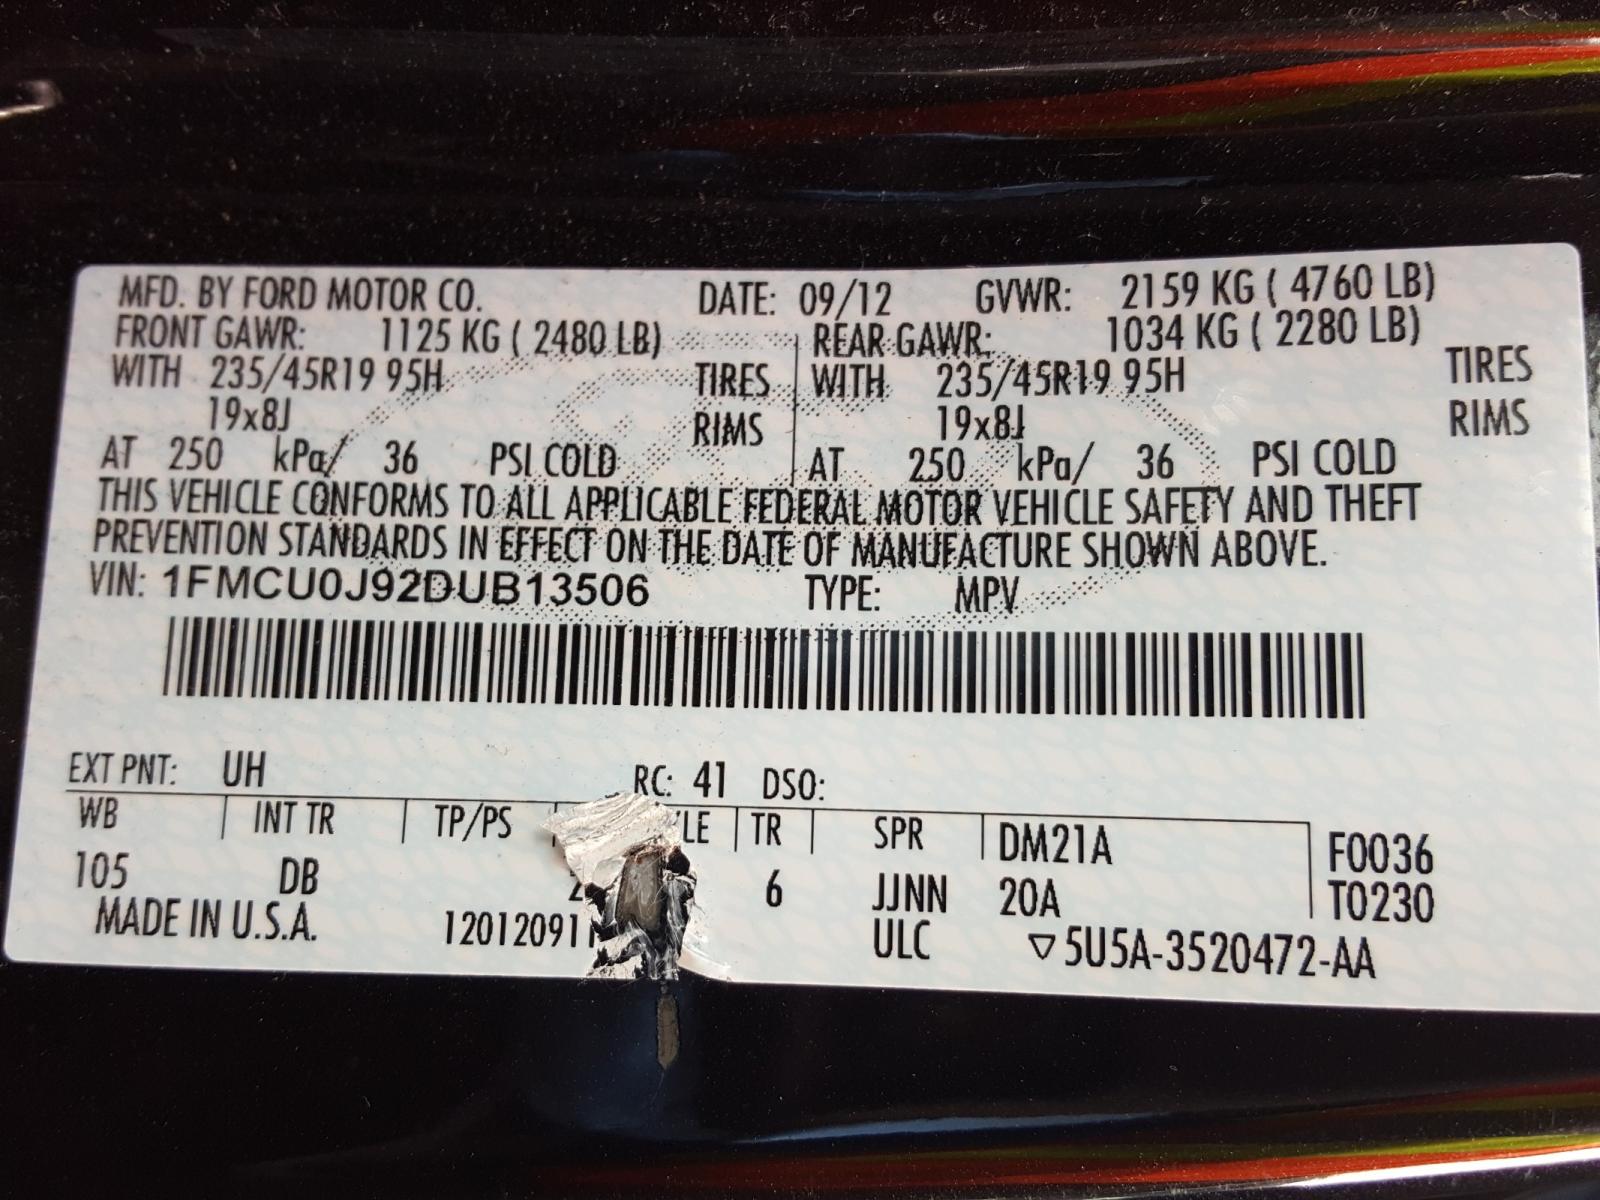 MFD. BY FORD MOTOR CO. DATE: 09/12 GVWR: 2159 KG ( 4760 LB)
FRONT GAWR: 1125 KG ( 2480 LB) REAR GAWR: 1034 KG ( 2280 LB)
WITH 235/45R19 95H TIRES WITH 235/45R19 95H TIRES
19x8J RIMS 19x8J RIMS
AT 250 kPa/ 36 PSI COLD AT 250 kPa/ 36 PSI COLD
THIS VEHICLE CONFORMS TO ALL APPLICABLE FEDERAL MOTOR VEHICLE SAFETY AND THEFT
PREVENTION STANDARDS IN EFFECT ON THE DATE OF MANUFACTURE SHOWN ABOVE.
VIN: 1FMCU0J92DUB13506 TYPE: MPV
EXT PNT: UH RC: 41 DSO:
WB INT TR TP/PS TR SPR DM21A F0036
105 DB 6 JJNN 20A T0230
MADE IN U.S.A. ULC ▽5U5A-3520472-AA